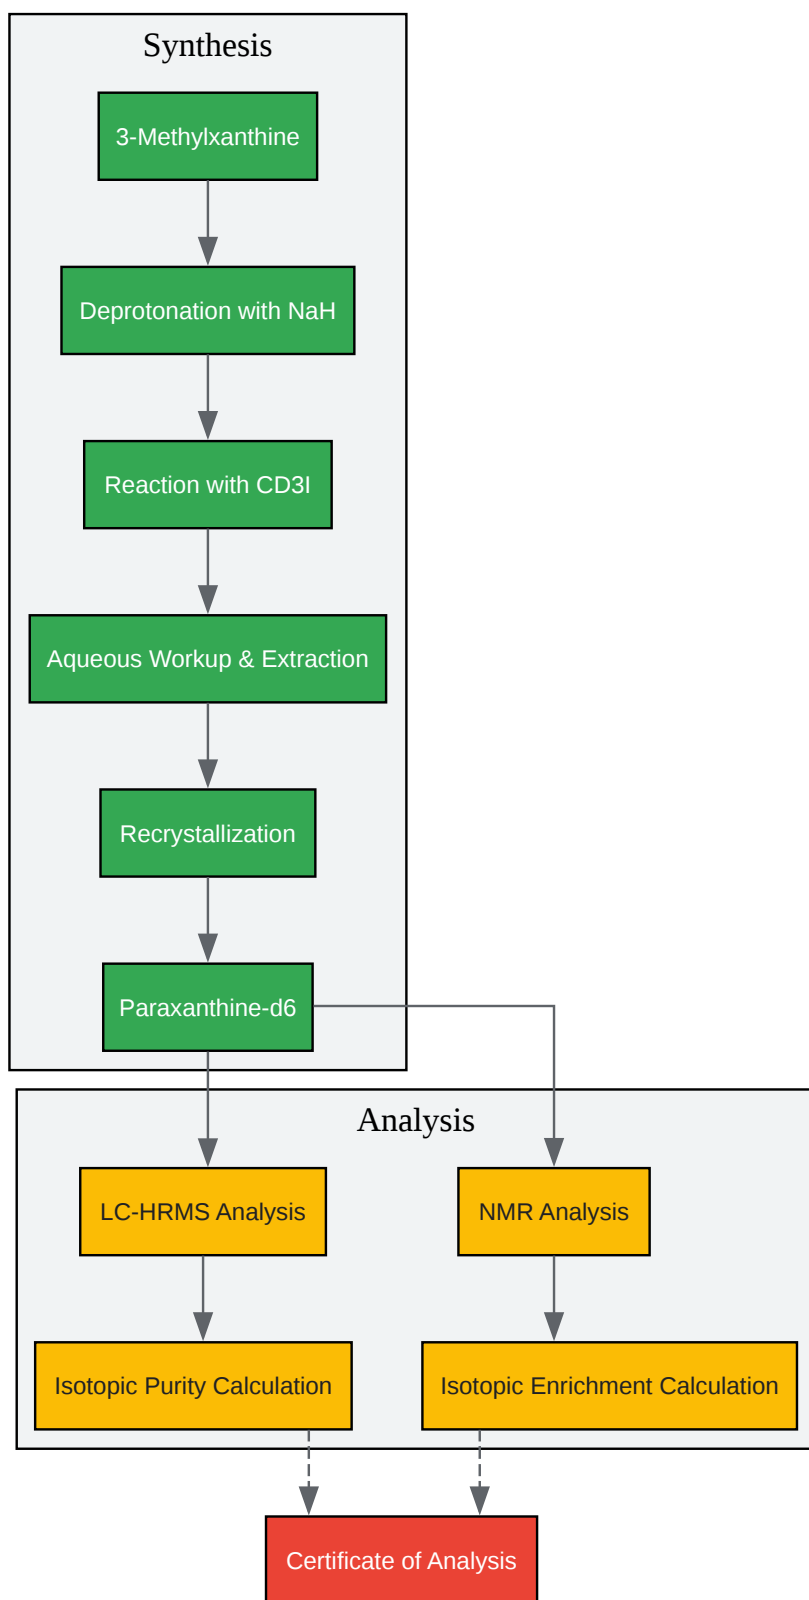 Synthesis
3-Methylxanthine
Deprotonation with NaH
Reaction with CD3I
Aqueous Workup & Extraction
Recrystallization
Paraxanthine-d6
Analysis
LC-HRMS Analysis
NMR Analysis
Isotopic Purity Calculation
Isotopic Enrichment Calculation
Certificate of Analysis